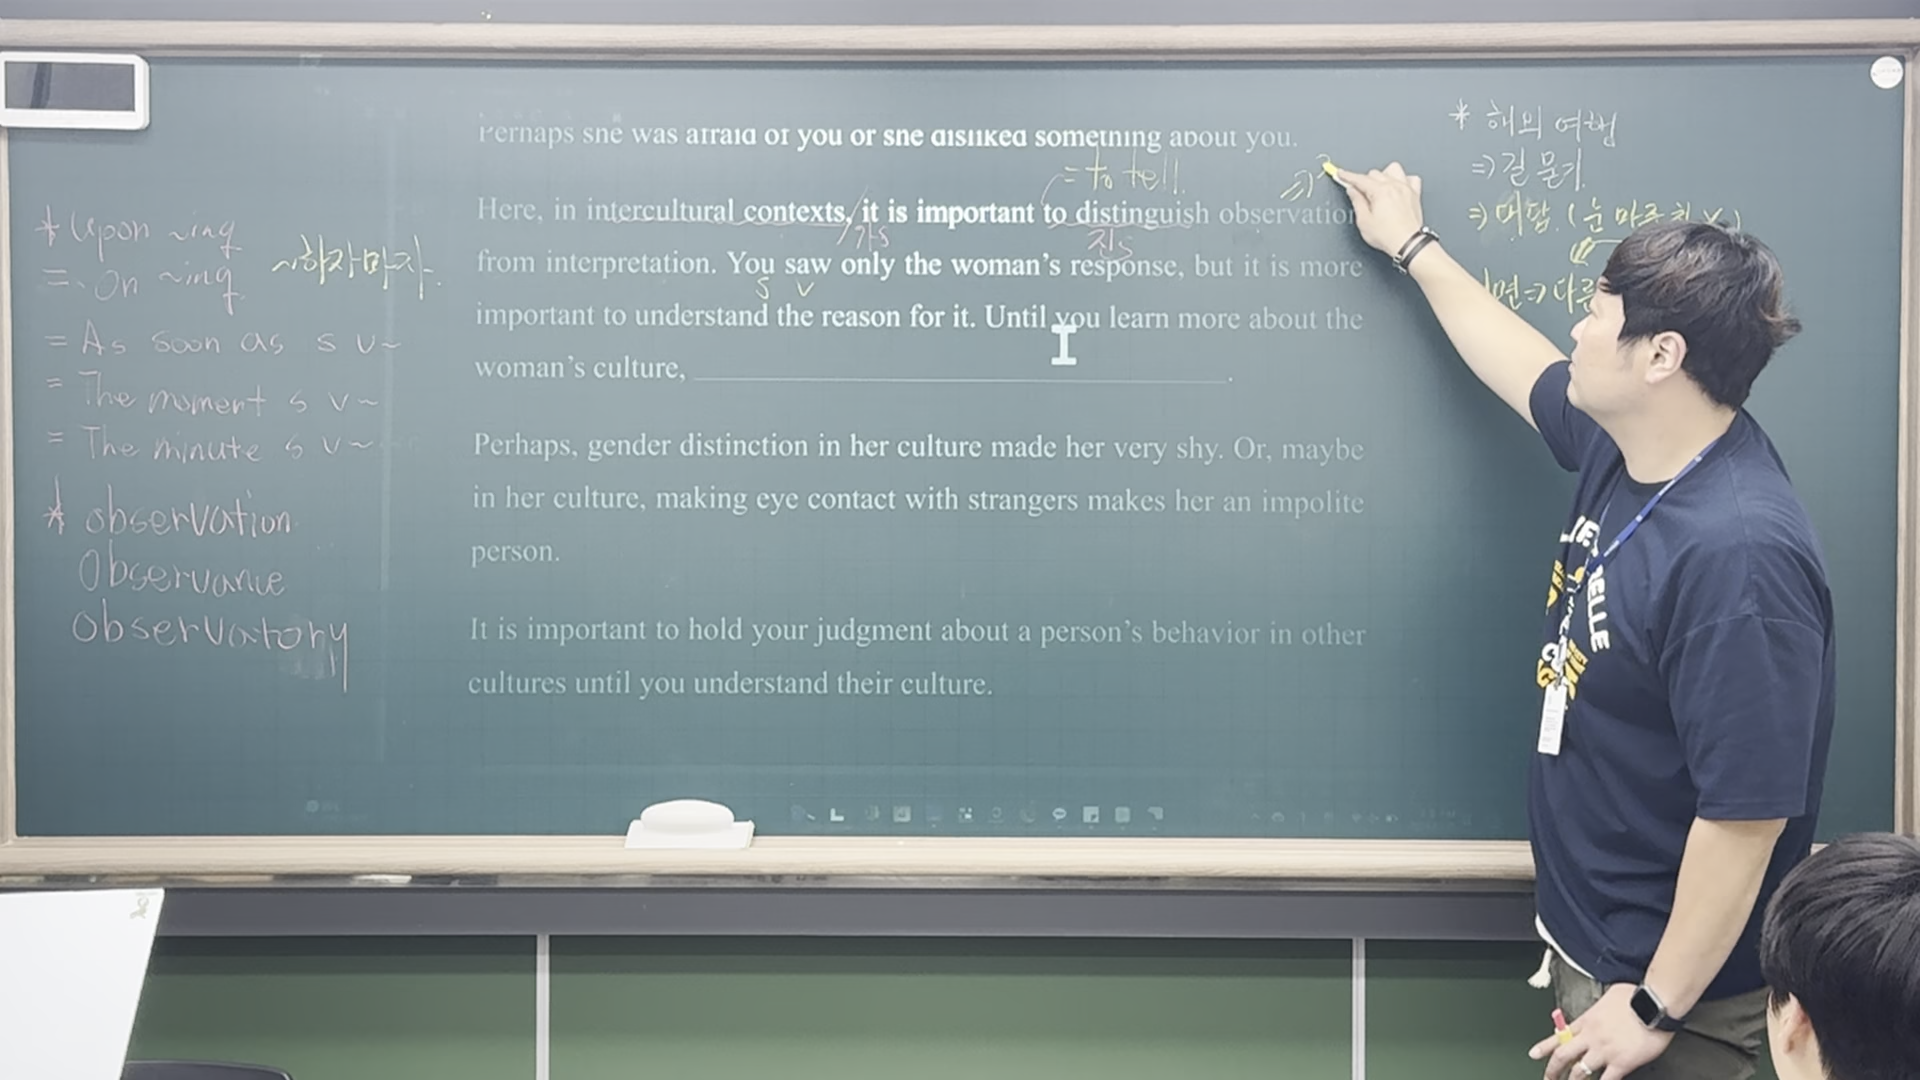 * Upon ~ing
= On ~ing
~하자마자.
= As soon as s v~
= The moment s v~
= The minute s v~
* observation
Observance
observatory
Perhaps she was afraid of you or she disliked something about you.
= to tell.
Here, in intercultural contexts, it is important to distinguish observation
가S
진S
from interpretation. You saw only the woman's response, but it is more
S V
important to understand the reason for it. Until you learn more about the
woman's culture, ______.
Perhaps, gender distinction in her culture made her very shy. Or, maybe
in her culture, making eye contact with strangers makes her an impolite
person.
It is important to hold your judgment about a person's behavior in other
cultures until you understand their culture.
* 해외 여행
⇒ 길 묻기.
⇒ 대답. (눈 마주침 X)